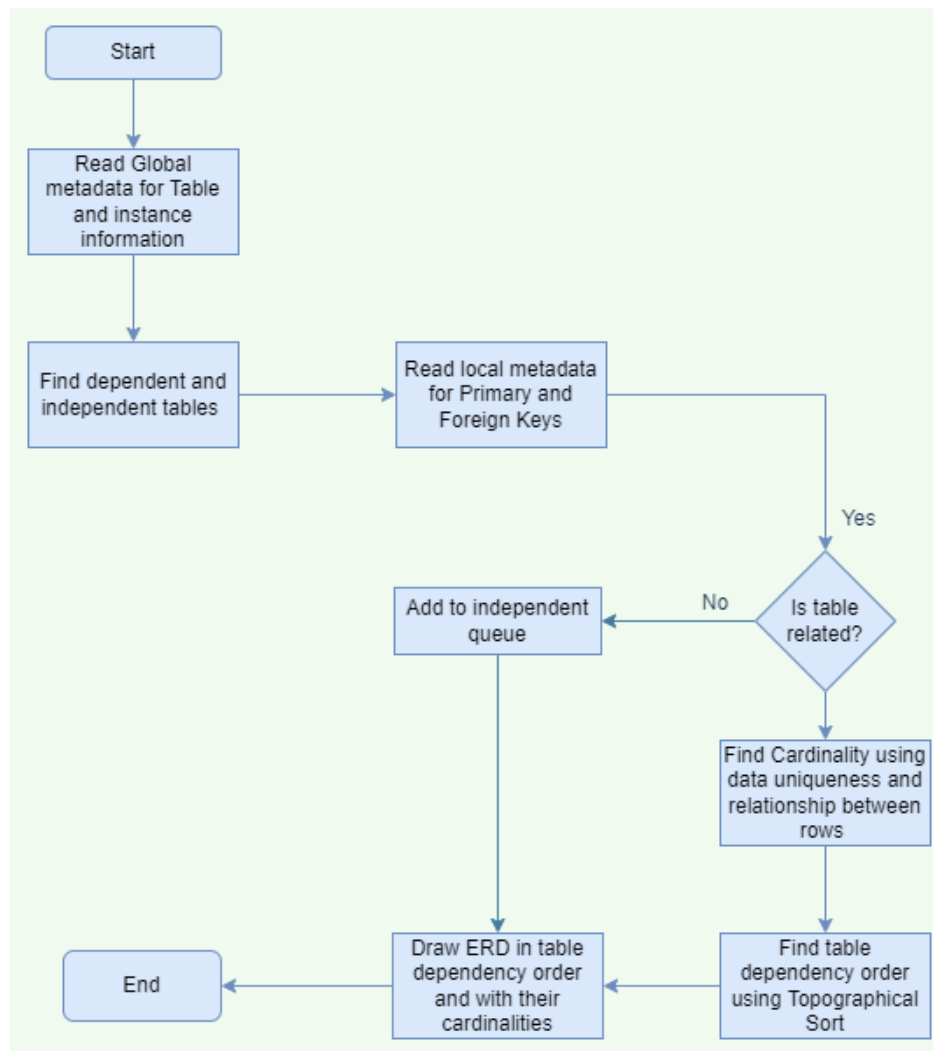 Start
Read Global
metadata for Table
and instance
information
Find dependent and
independent tables
Read local metadata
for Primary and
Foreign Keys
Yes
Is table
related?
No
Add to independent
queue
Find Cardinality using
data uniqueness and
relationship between
rows
Find table
dependency order
using Topographical
Sort
Draw ERD in table
dependency order
and with their
cardinalities
End